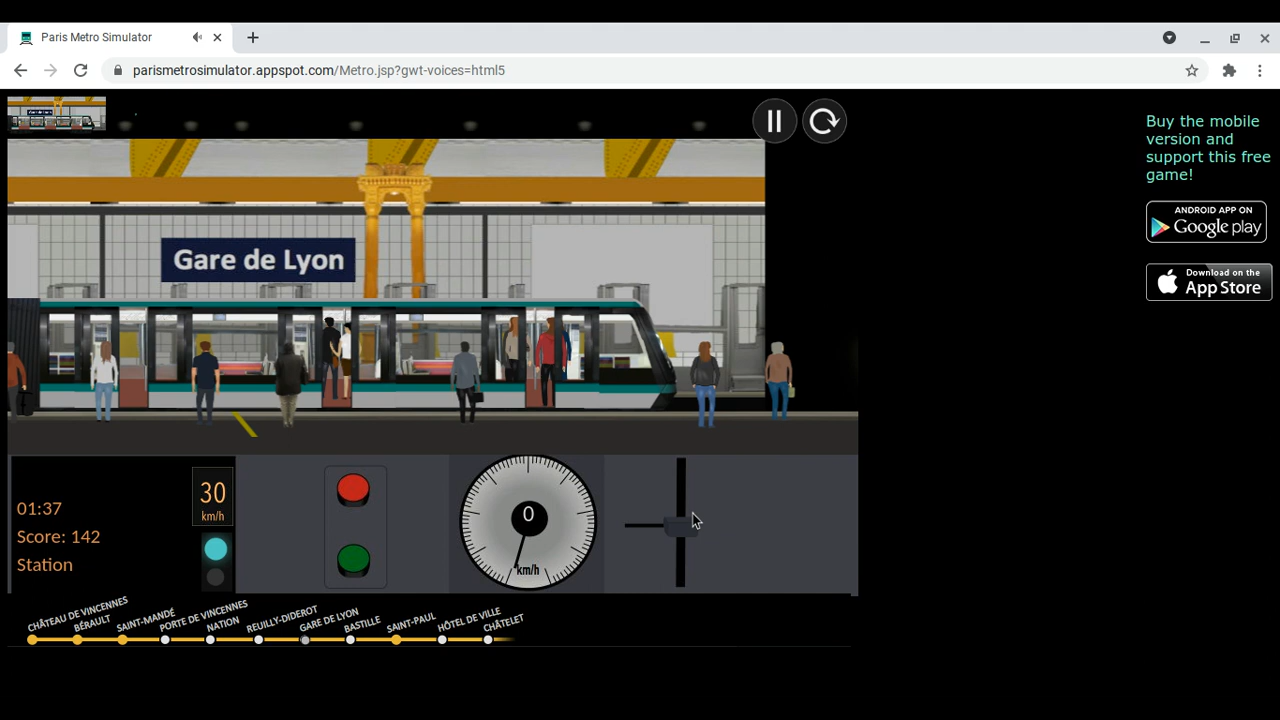 Paris Metro Simulator
parismetrosimulator.appspot.com/Metro.jsp?gwt-voices=html5
Buy the mobile
version and
support this free
game!
ANDROID APP ON
Google play
Download on the
App Store
Gare de Lyon
01:37
Score: 142
Station
30
km/h
0
km/h
CHÂTEAU DE VINCENNES
BÉRAULT
SAINT-MANDÉ
PORTE DE VINCENNES
NATION
REUILLY-DIDEROT
GARE DE LYON
BASTILLE
SAINT-PAUL
HÔTEL DE VILLE
CHÂTELET